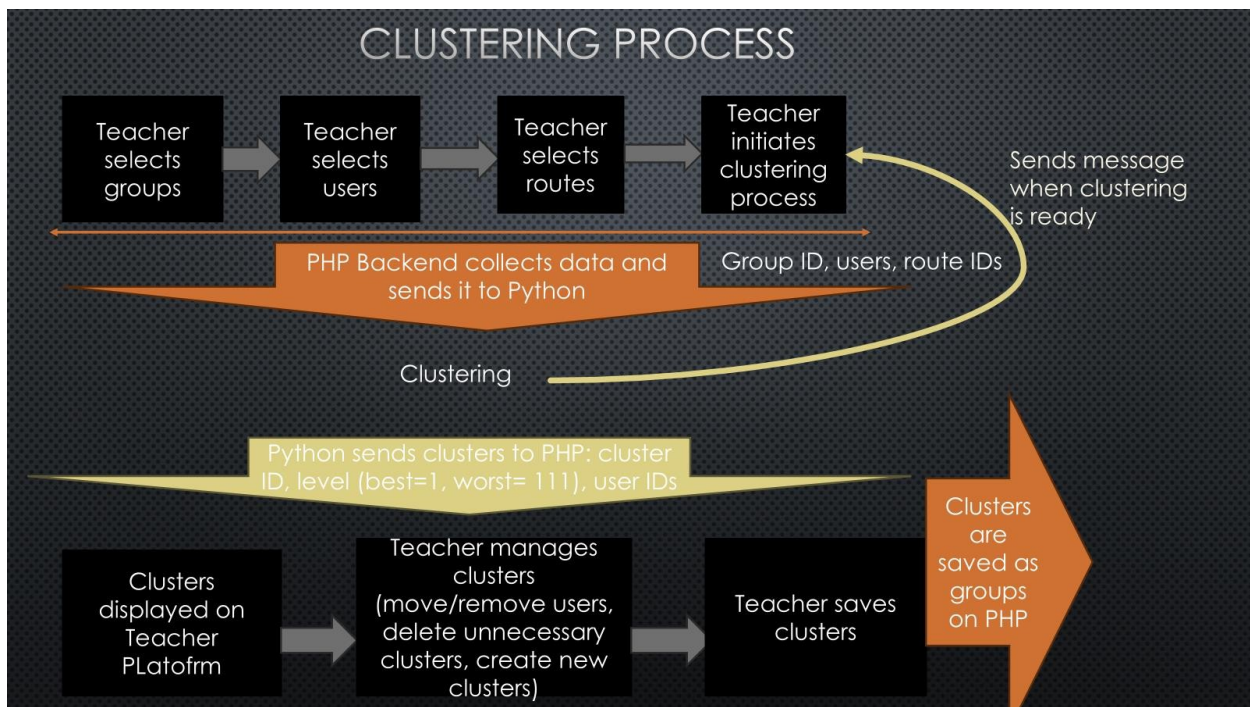 CLUSTERING PROCESS
Teacher
selects
groups
Teacher
selects
users
Teacher
selects
routes
Teacher
initiates
clustering
process
Sends message
when clustering
is ready
PHP Backend collects data and
sends it to Python
Group ID, users, route IDs
Clustering
Python sends clusters to PHP: cluster
ID, level (best=1, worst= 111), user IDs
Clusters
displayed on
Teacher
PLatofrm
Teacher manages
clusters
(move/remove users,
delete unnecessary
clusters, create new
clusters)
Teacher saves
clusters
Clusters
are
saved as
groups
on PHP